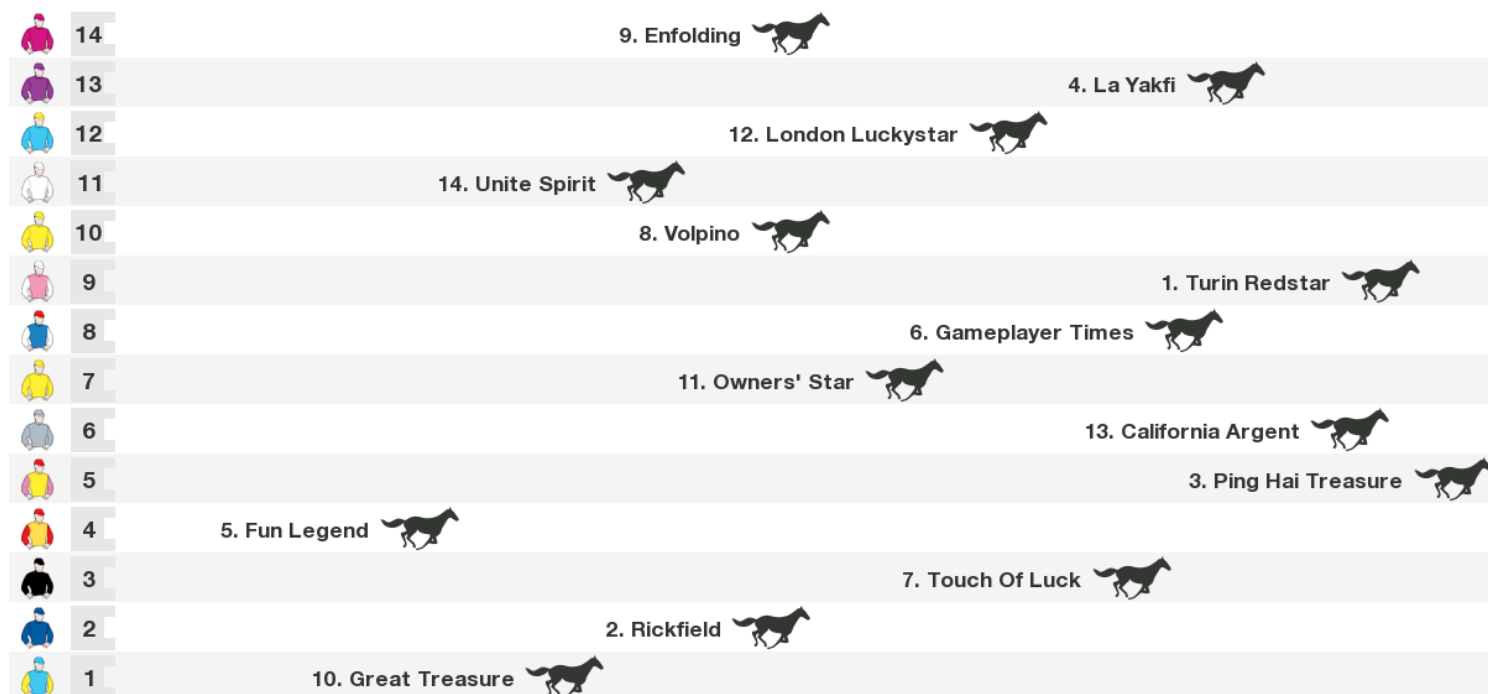 14 9. Enfolding
13 4. La Yakfi
12 12. London Luckystar
11 14. Unite Spirit
10 8. Volpino
9 1. Turin Redstar
8 6. Gameplayer Times
7 11. Owners' Star
6 13. California Argent
5 3. Ping Hai Treasure
4 5. Fun Legend
3 7. Touch Of Luck
2 2. Rickfield
1 10. Great Treasure